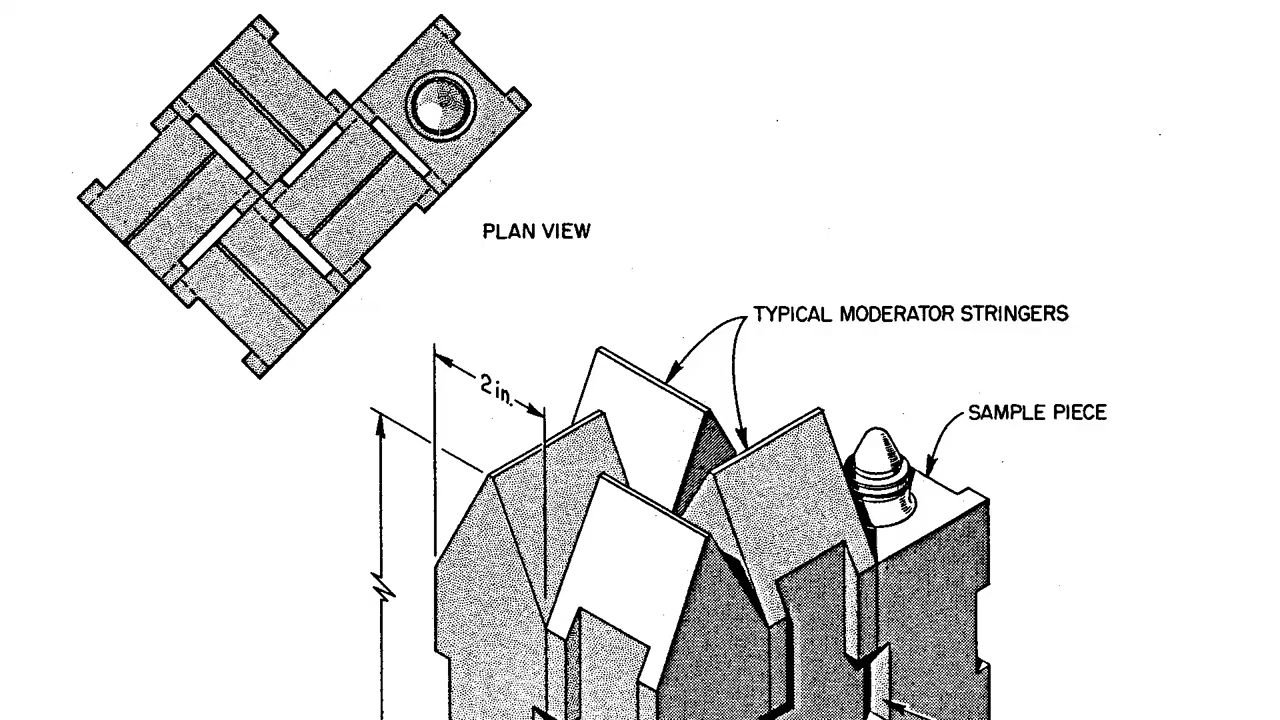 PLAN VIEW
TYPICAL MODERATOR STRINGERS
2 in.
SAMPLE PIECE